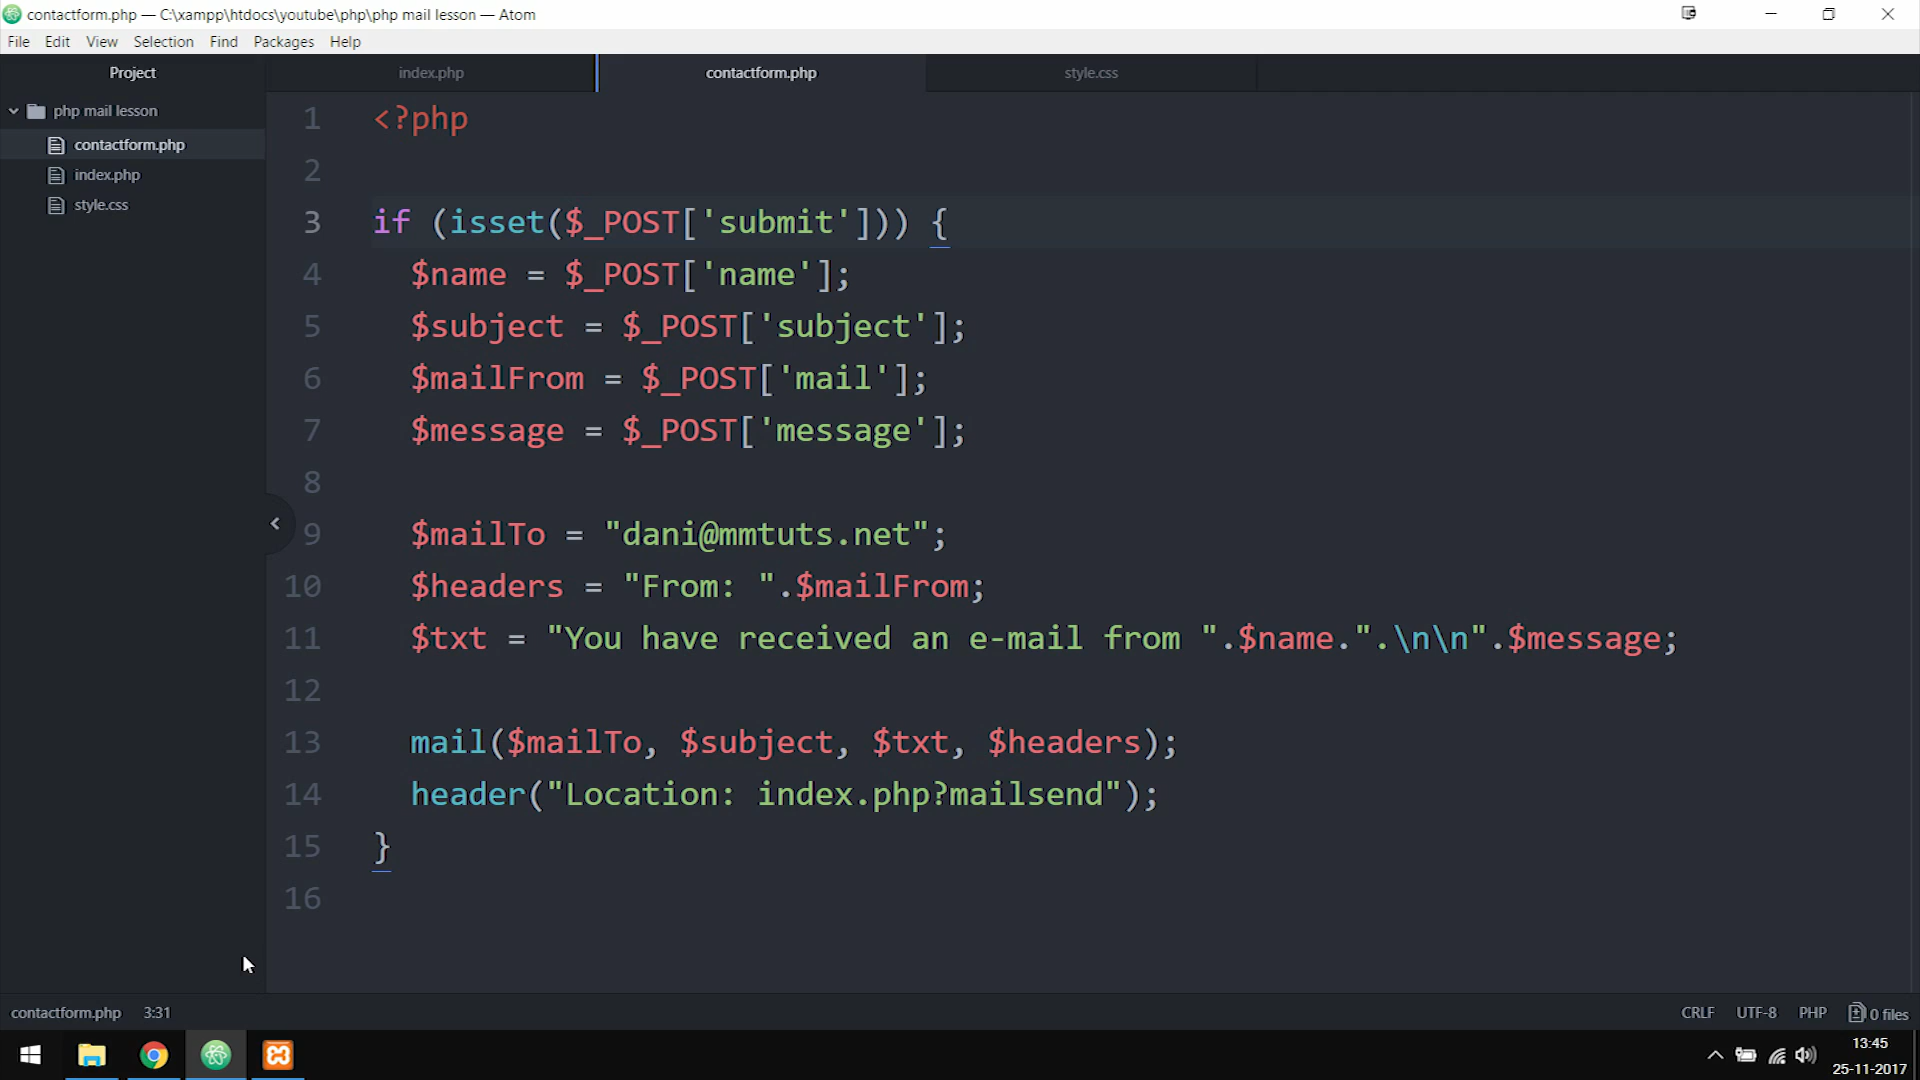 contactform.php — C:\xampp\htdocs\youtube\php\php mail lesson — Atom
File Edit View Selection Find Packages Help
Project
index.php
contactform.php
style.css
php mail lesson
contactform.php
index.php
style.css
1 <?php
2
3 if (isset($_POST['submit'])) {
4 $name = $_POST['name'];
5 $subject = $_POST['subject'];
6 $mailFrom = $_POST['mail'];
7 $message = $_POST['message'];
8
9 $mailTo = "dani@mmtuts.net";
10 $headers = "From: ".$mailFrom;
11 $txt = "You have received an e-mail from ".$name.".\n\n".$message;
12
13 mail($mailTo, $subject, $txt, $headers);
14 header("Location: index.php?mailsend");
15 }
16
contactform.php 3:31
CRLF UTF-8 PHP 0 files
13:45
25-11-2017